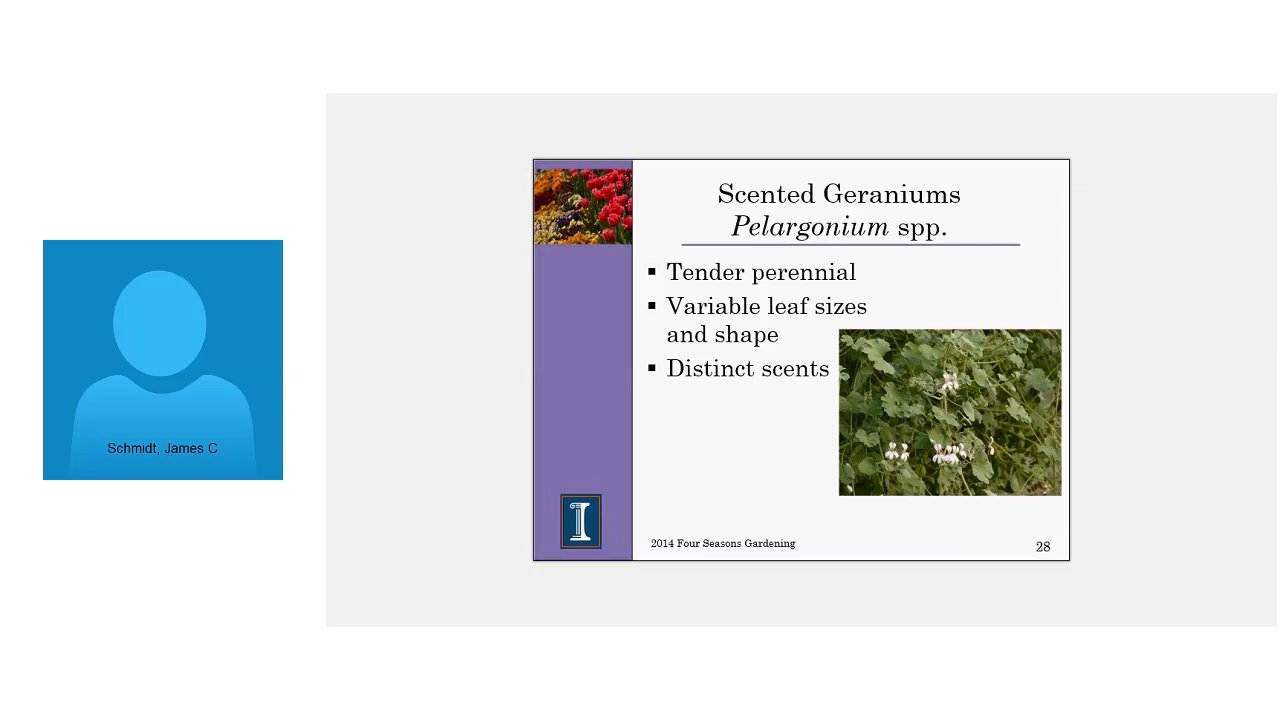 Schmidt, James C
Scented Geraniums
Pelargonium spp.
▪ Tender perennial
▪ Variable leaf sizes
and shape
▪ Distinct scents
I
2014 Four Seasons Gardening
28